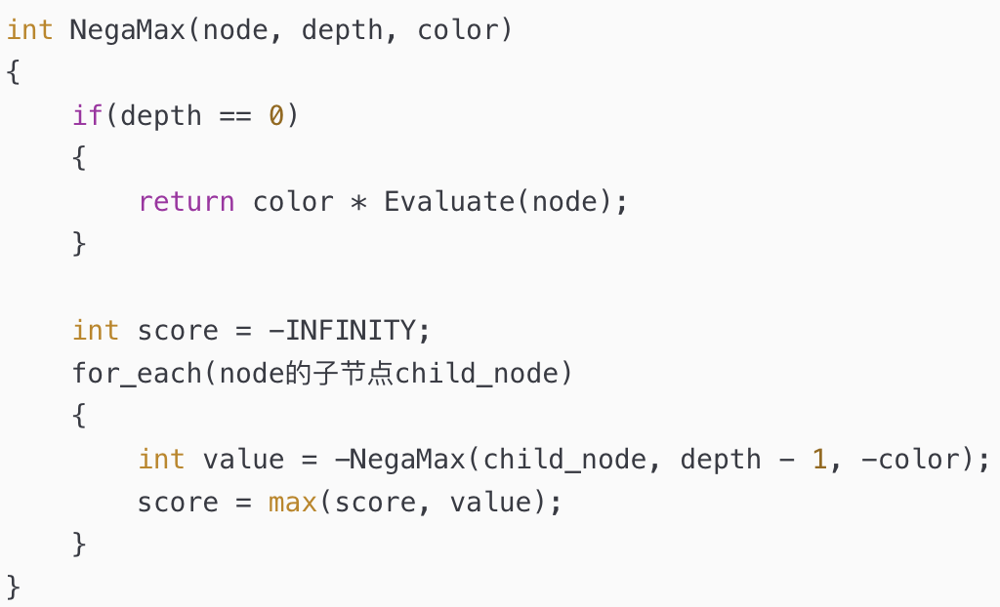 int NegaMax(node, depth, color)
{
    if(depth == 0)
    {
        return color * Evaluate(node);
    }

    int score = -INFINITY;
    for_each(node的子节点child_node)
    {
        int value = -NegaMax(child_node, depth - 1, -color);
        score = max(score, value);
    }
}